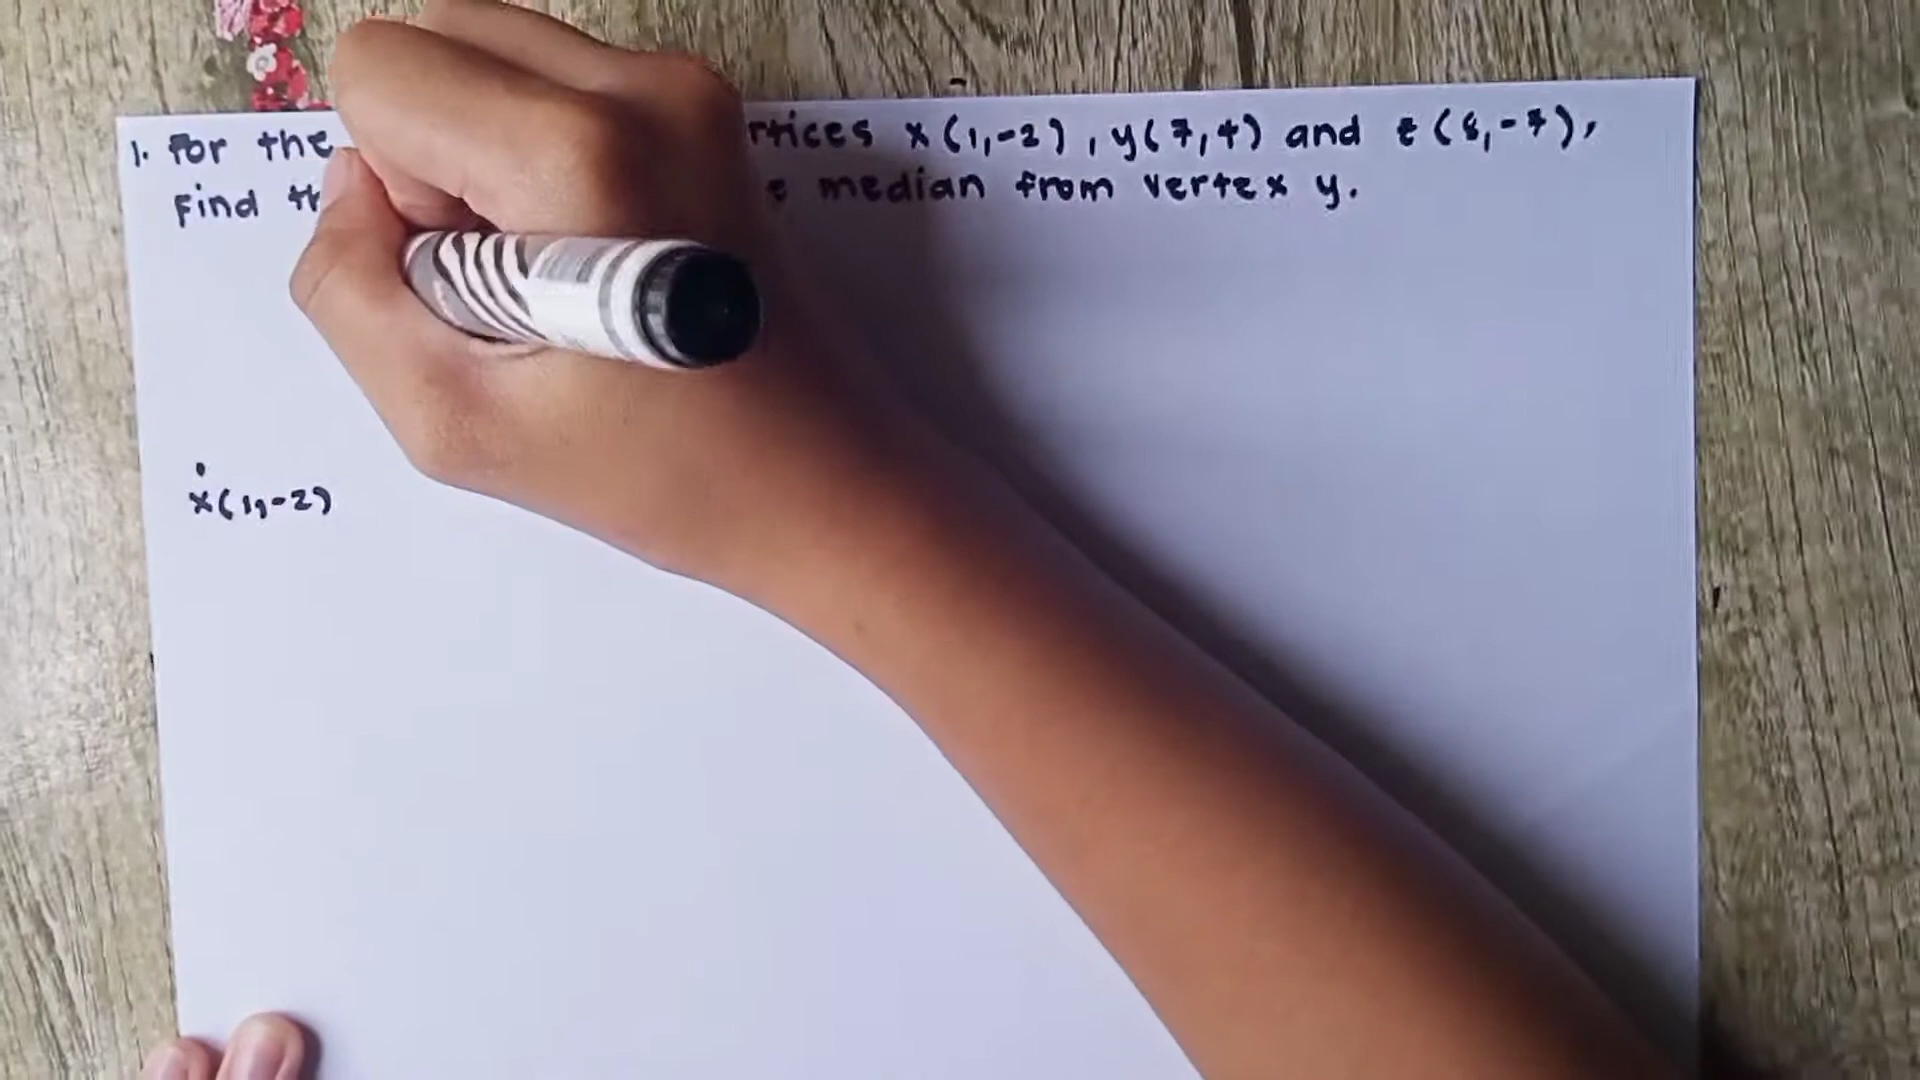 1. For the rtices x (1,-2), y(7,4) and z (8,-7),
Find th median from vertex y.
x(1,-2)